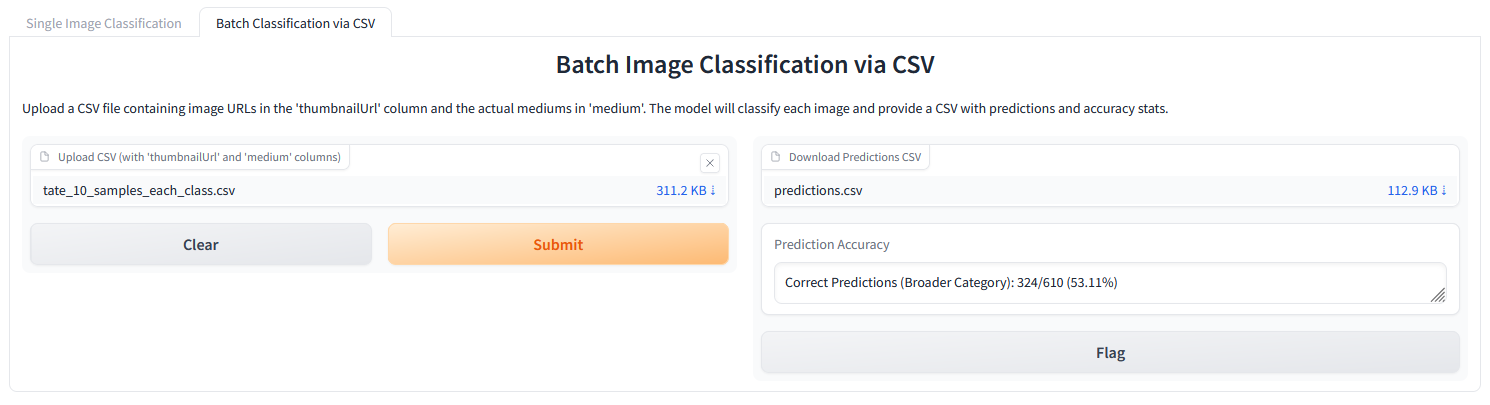 Single Image Classification
Batch Classification via CSV
Batch Image Classification via CSV
Upload a CSV file containing image URLs in the 'thumbnailUrl' column and the actual mediums in 'medium'. The model will classify each image and provide a CSV with predictions and accuracy stats.
Upload CSV (with 'thumbnailUrl' and 'medium' columns)
tate_10_samples_each_class.csv 311.2 KB ↓
Clear
Submit
Download Predictions CSV
predictions.csv 112.9 KB ↓
Prediction Accuracy
Correct Predictions (Broader Category): 324/610 (53.11%)
Flag